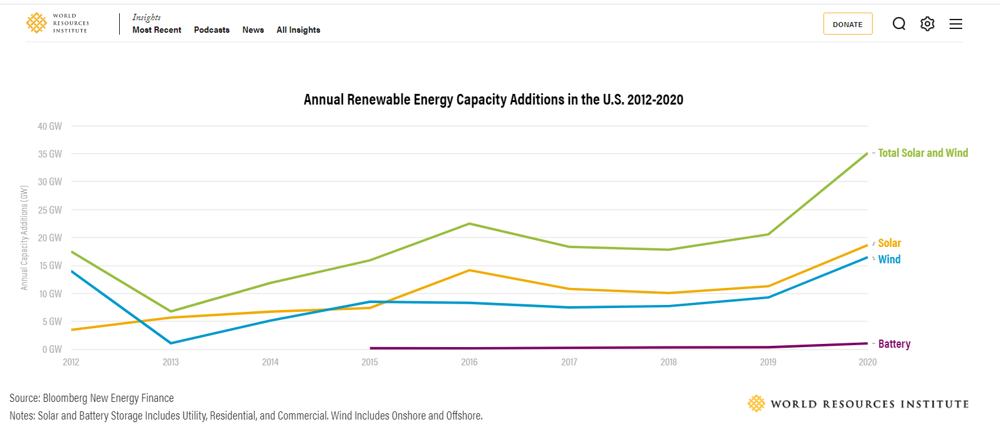 WORLD
RESOURCES
INSTITUTE
Insights
Most Recent Podcasts News All Insights
DONATE
Annual Renewable Energy Capacity Additions in the U.S. 2012-2020
Annual Capacity Additions (GW)
40 GW
35 GW
30 GW
25 GW
20 GW
15 GW
10 GW
5 GW
0 GW
Total Solar and Wind
Solar
Wind
Battery
2012 2013 2014 2015 2016 2017 2018 2019 2020
Source: Bloomberg New Energy Finance
Notes: Solar and Battery Storage Includes Utility, Residential, and Commercial. Wind Includes Onshore and Offshore.
WORLD RESOURCES INSTITUTE